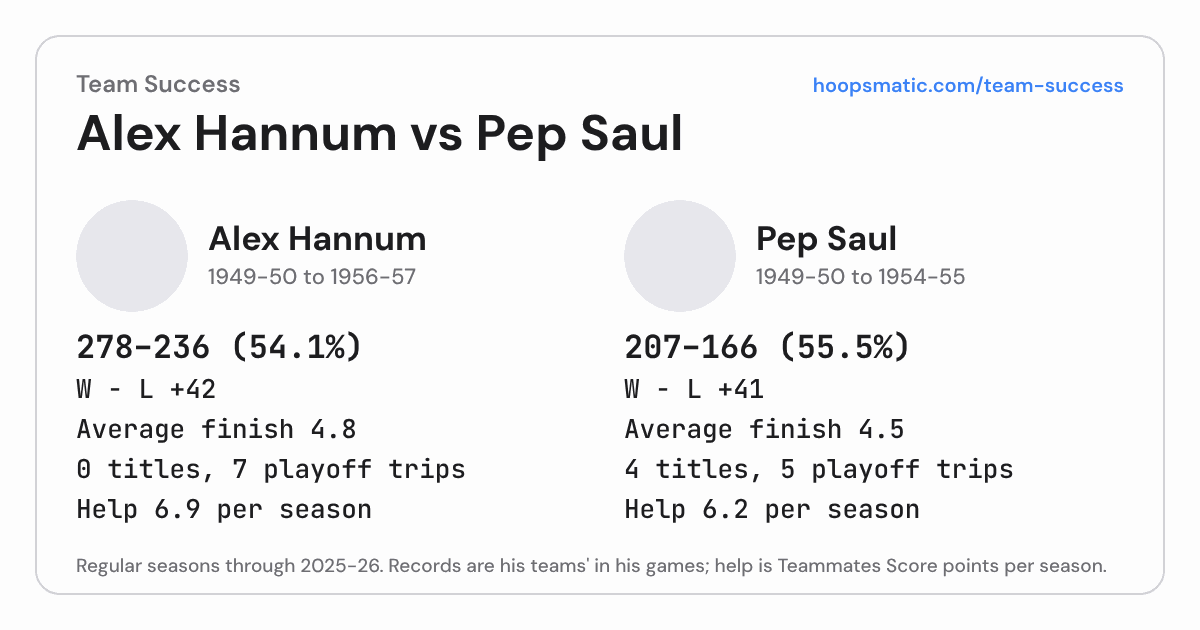 Team Success
hoopsmatic.com/team-success
Alex Hannum vs Pep Saul
Alex Hannum
1949-50 to 1956-57
278-236 (54.1%)
W - L +42
Average finish 4.8
0 titles, 7 playoff trips
Help 6.9 per season
Pep Saul
1949-50 to 1954-55
207-166 (55.5%)
W - L +41
Average finish 4.5
4 titles, 5 playoff trips
Help 6.2 per season
Regular seasons through 2025-26. Records are his teams' in his games; help is Teammates Score points per season.